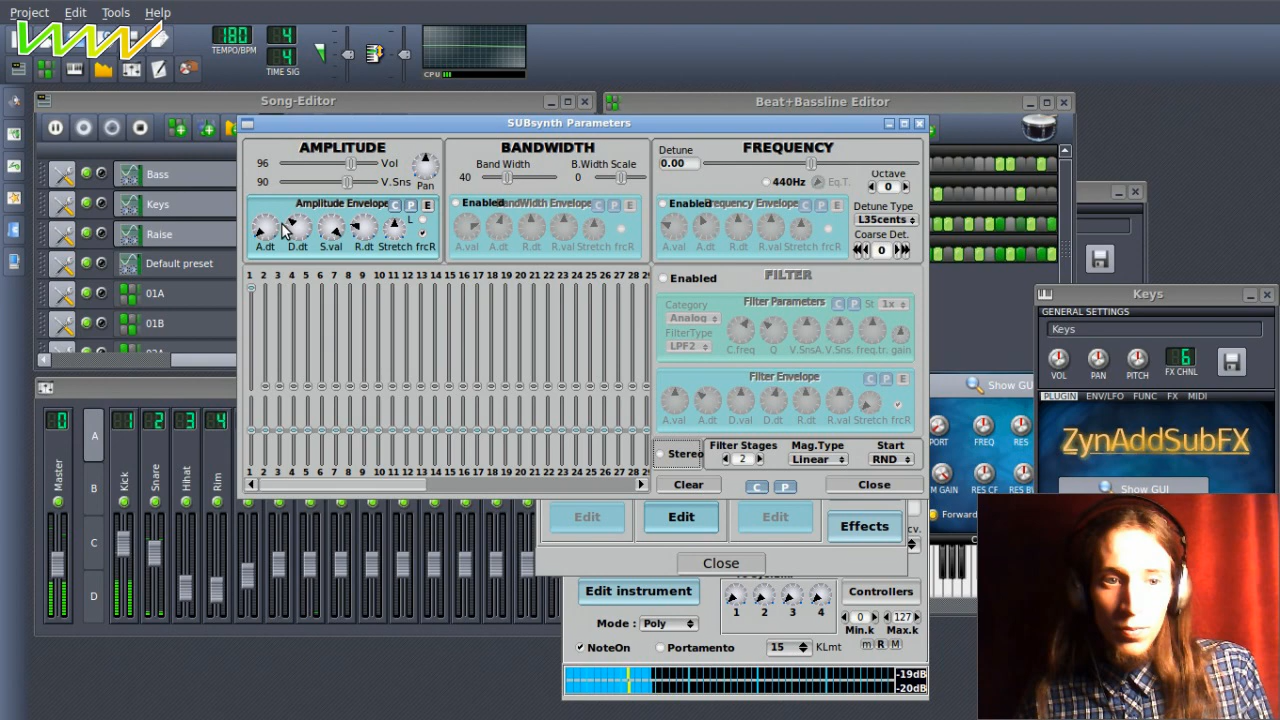 Project Edit Tools Help
180
TEMPO/BPM
4
4
TIME SIG
CPU
Song-Editor
Beat+Bassline Editor
Bass
Keys
Raise
Default preset
01A
01B
SUBsynth Parameters
AMPLITUDE
96 Vol
90 V.Sns
Pan
Amplitude Envelope C P E
L
A.dt D.dt S.val R.dt Stretch frcR
BANDWIDTH
Band Width B.Width Scale
40 0
Enabled BandWidth Envelope C P E
A.val A.dt R.dt R.val Stretch frcR
FREQUENCY
Detune
0.00
440Hz Eq.T.
Octave
0
Enabled Frequency Envelope C P E
A.val A.dt R.dt R.val Stretch frcR
Detune Type
L35cents
Coarse Det.
0
1 2 3 4 5 6 7 8 9 10 11 12 13 14 15 16 17 18 19 20 21 22 23 24 25 26 27 28
1 2 3 4 5 6 7 8 9 10 11 12 13 14 15 16 17 18 19 20 21 22 23 24 25 26 27 28
Enabled FILTER
Category
Analog
FilterType
LPF2
Filter Parameters C P St 1x
C.freq Q V.SnsA. V.Sns. freq.tr. gain
Filter Envelope C P E
A.val A.dt D.val D.dt R.dt R.val Stretch frcR
Stereo
Filter Stages
2
Mag.Type
Linear
Start
RND
Clear C P Close
Edit Edit Edit Effects
Close
Edit instrument
Mode : Poly
NoteOn Portamento 15 KLmt
1 2 3 4
Controllers
0 127
Min.k Max.k
m R M
-19dB
-20dB
Keys
GENERAL SETTINGS
Keys
VOL PAN PITCH FX CHNL
6
PLUGIN ENV/LFO FUNC FX MIDI
ZynAddSubFX
Show GUI
Show GU
PORT FREQ RES
M GAIN RES CF RES B
Forward
0 1 2 3 4
Master Kick Snare Hihat Rim
A
B
C
D